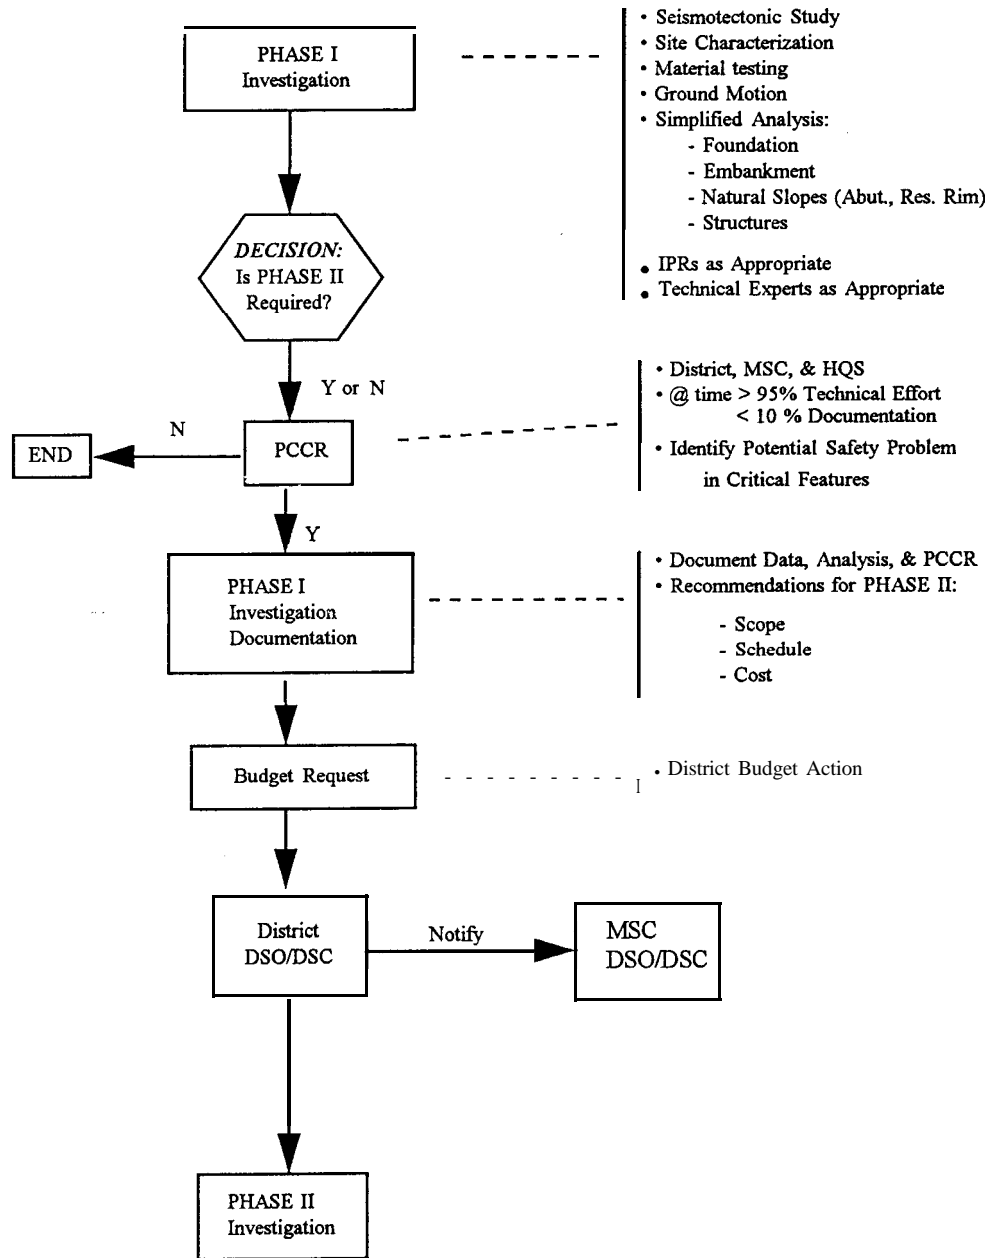 PHASE I
Investigation
• Seismotectonic Study
• Site Characterization
• Material testing
• Ground Motion
• Simplified Analysis:
- Foundation
- Embankment
- Natural Slopes (Abut., Res. Rim)
- Structures
• IPRs as Appropriate
• Technical Experts as Appropriate
DECISION:
Is PHASE II
Required?
Y or N
PCCR
N
END
• District, MSC, & HQS
• @ time > 95% Technical Effort
< 10 % Documentation
• Identify Potential Safety Problem
in Critical Features
Y
PHASE I
Investigation
Documentation
• Document Data, Analysis, & PCCR
• Recommendations for PHASE II:
- Scope
- Schedule
- Cost
Budget Request
• District Budget Action
District
DSO/DSC
Notify
MSC
DSO/DSC
PHASE II
Investigation